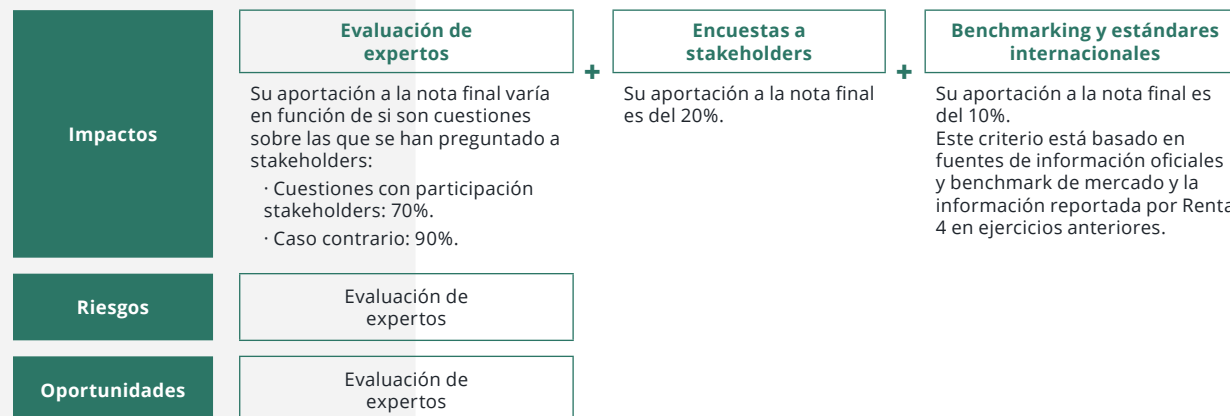 Impactos
Evaluación de
expertos
Su aportación a la nota final varía
en función de si son cuestiones
sobre las que se han preguntado a
stakeholders:
· Cuestiones con participación
stakeholders: 70%.
· Caso contrario: 90%.
+
Encuestas a
stakeholders
Su aportación a la nota final
es del 20%.
+
Benchmarking y estándares
internacionales
Su aportación a la nota final es
del 10%.
Este criterio está basado en
fuentes de información oficiales
y benchmark de mercado y la
información reportada por Renta
4 en ejercicios anteriores.
Riesgos
Evaluación de
expertos
Oportunidades
Evaluación de
expertos